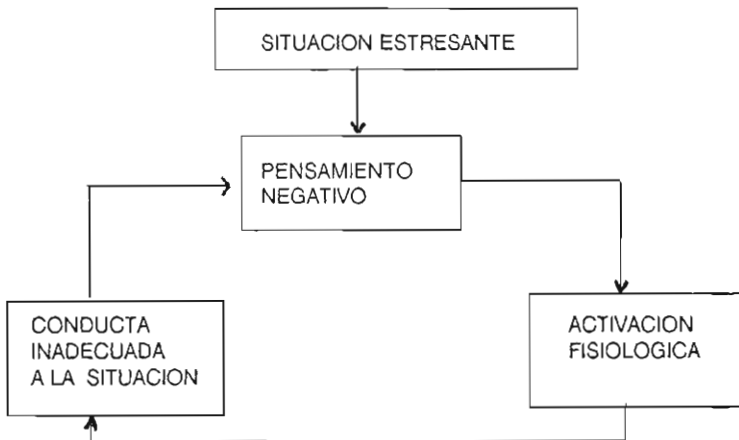 SITUACION ESTRESANTE
PENSAMIENTO
NEGATIVO
CONDUCTA
INADECUADA
A LA SITUACION
ACTIVACION
FISIOLOGICA